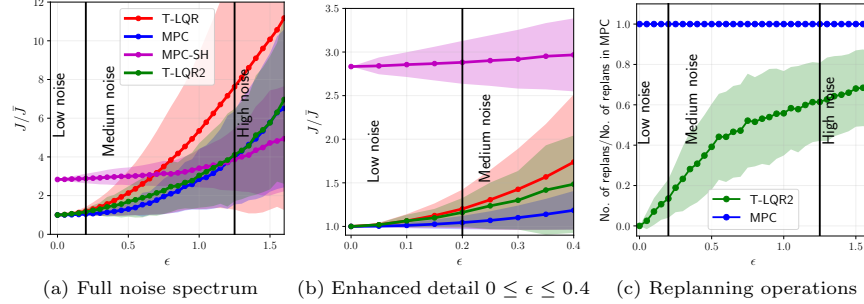 12
10
8
6
4
2
0
0.0
0.5
1.0
1.5
J/J̄
ϵ
T-LQR
MPC
MPC-SH
T-LQR2
Low noise
Medium noise
High noise
(a) Full noise spectrum
3.5
3.0
2.5
2.0
1.5
1.0
0.0
0.1
0.2
0.3
0.4
J/J̄
ϵ
Low noise
Medium noise
(b) Enhanced detail 0 ≤ ϵ ≤ 0.4
1.0
0.8
0.6
0.4
0.2
0.0
0.0
0.5
1.0
1.5
No. of replans/No. of replans in MPC
ϵ
Low noise
Medium noise
High noise
T-LQR2
MPC
(c) Replanning operations